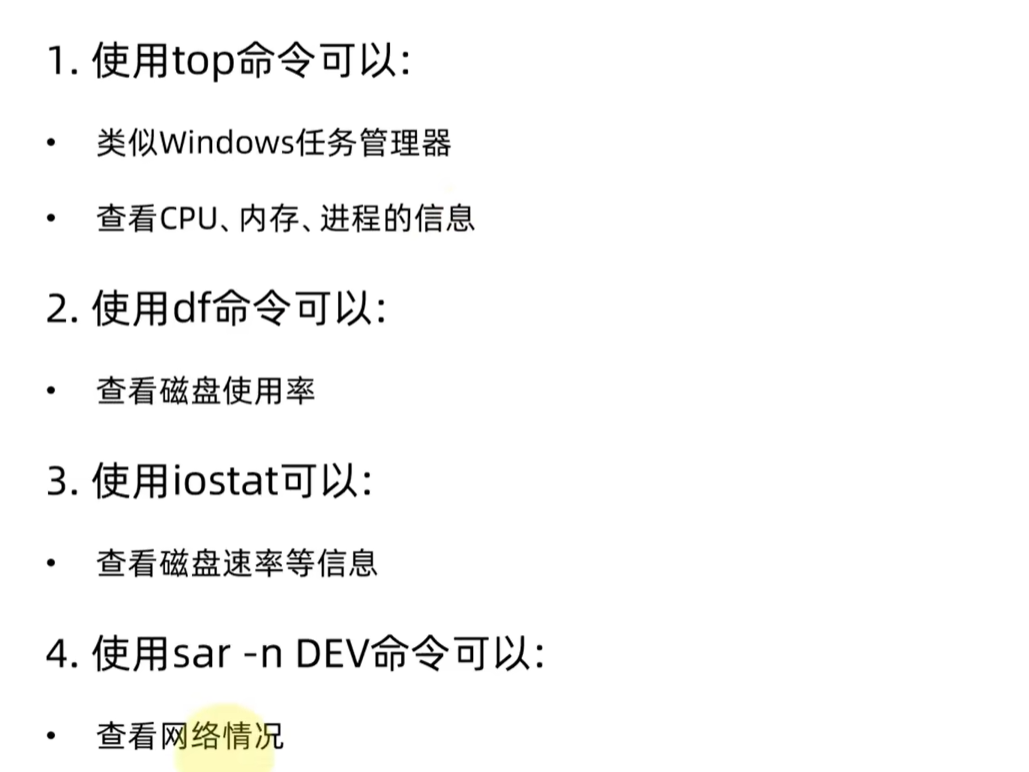 1. 使用top命令可以：
• 类似Windows任务管理器
• 查看CPU、内存、进程的信息
2. 使用df命令可以：
• 查看磁盘使用率
3. 使用iostat可以：
• 查看磁盘速率等信息
4. 使用sar -n DEV命令可以：
• 查看网络情况